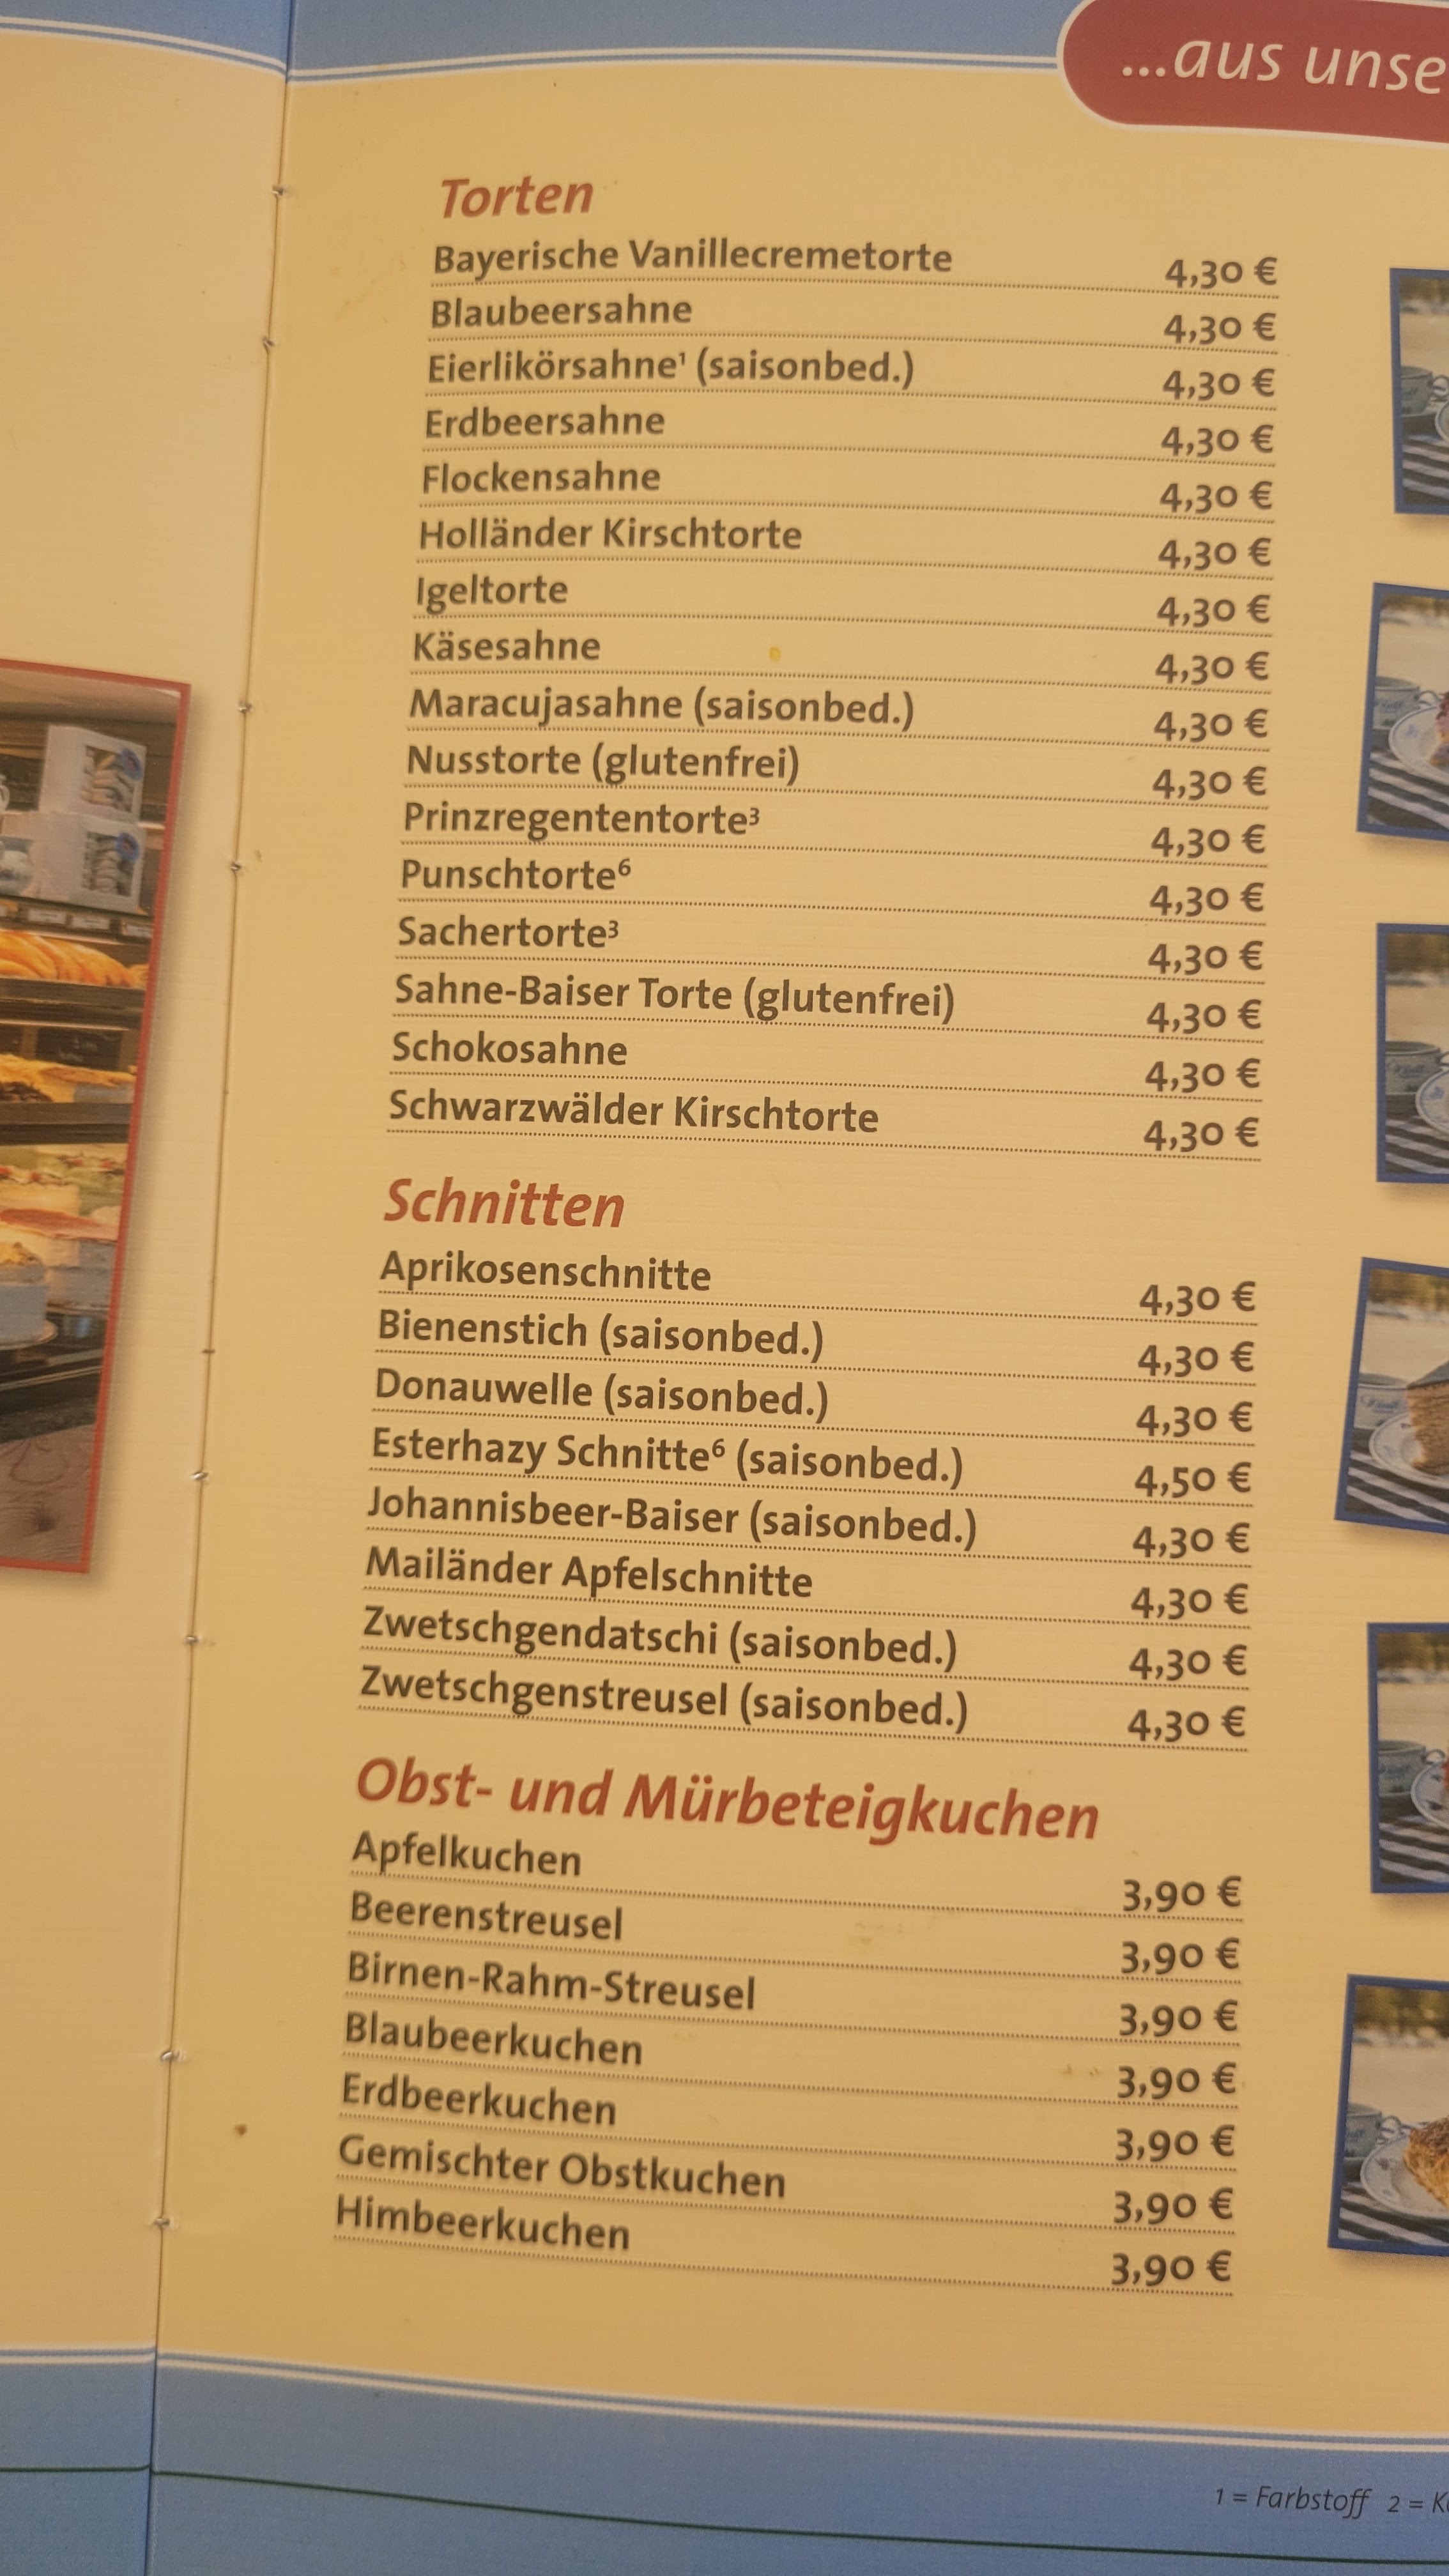 ...aus unse
Torten
Bayerische Vanillecremetorte 4,30 €
Blaubeersahne 4,30 €
Eierlikörsahne¹ (saisonbed.) 4,30 €
Erdbeersahne 4,30 €
Flockensahne 4,30 €
Holländer Kirschtorte 4,30 €
Igeltorte 4,30 €
Käsesahne 4,30 €
Maracujasahne (saisonbed.) 4,30 €
Nusstorte (glutenfrei) 4,30 €
Prinzregententorte³ 4,30 €
Punschtorte⁶ 4,30 €
Sachertorte³ 4,30 €
Sahne-Baiser Torte (glutenfrei) 4,30 €
Schokosahne 4,30 €
Schwarzwälder Kirschtorte 4,30 €
Schnitten
Aprikosenschnitte 4,30 €
Bienenstich (saisonbed.) 4,30 €
Donauwelle (saisonbed.) 4,30 €
Esterhazy Schnitte⁶ (saisonbed.) 4,50 €
Johannisbeer-Baiser (saisonbed.) 4,30 €
Mailänder Apfelschnitte 4,30 €
Zwetschgendatschi (saisonbed.) 4,30 €
Zwetschgenstreusel (saisonbed.) 4,30 €
Obst- und Mürbeteigkuchen
Apfelkuchen 3,90 €
Beerenstreusel 3,90 €
Birnen-Rahm-Streusel 3,90 €
Blaubeerkuchen 3,90 €
Erdbeerkuchen 3,90 €
Gemischter Obstkuchen 3,90 €
Himbeerkuchen 3,90 €
1 = Farbstoff 2 = K